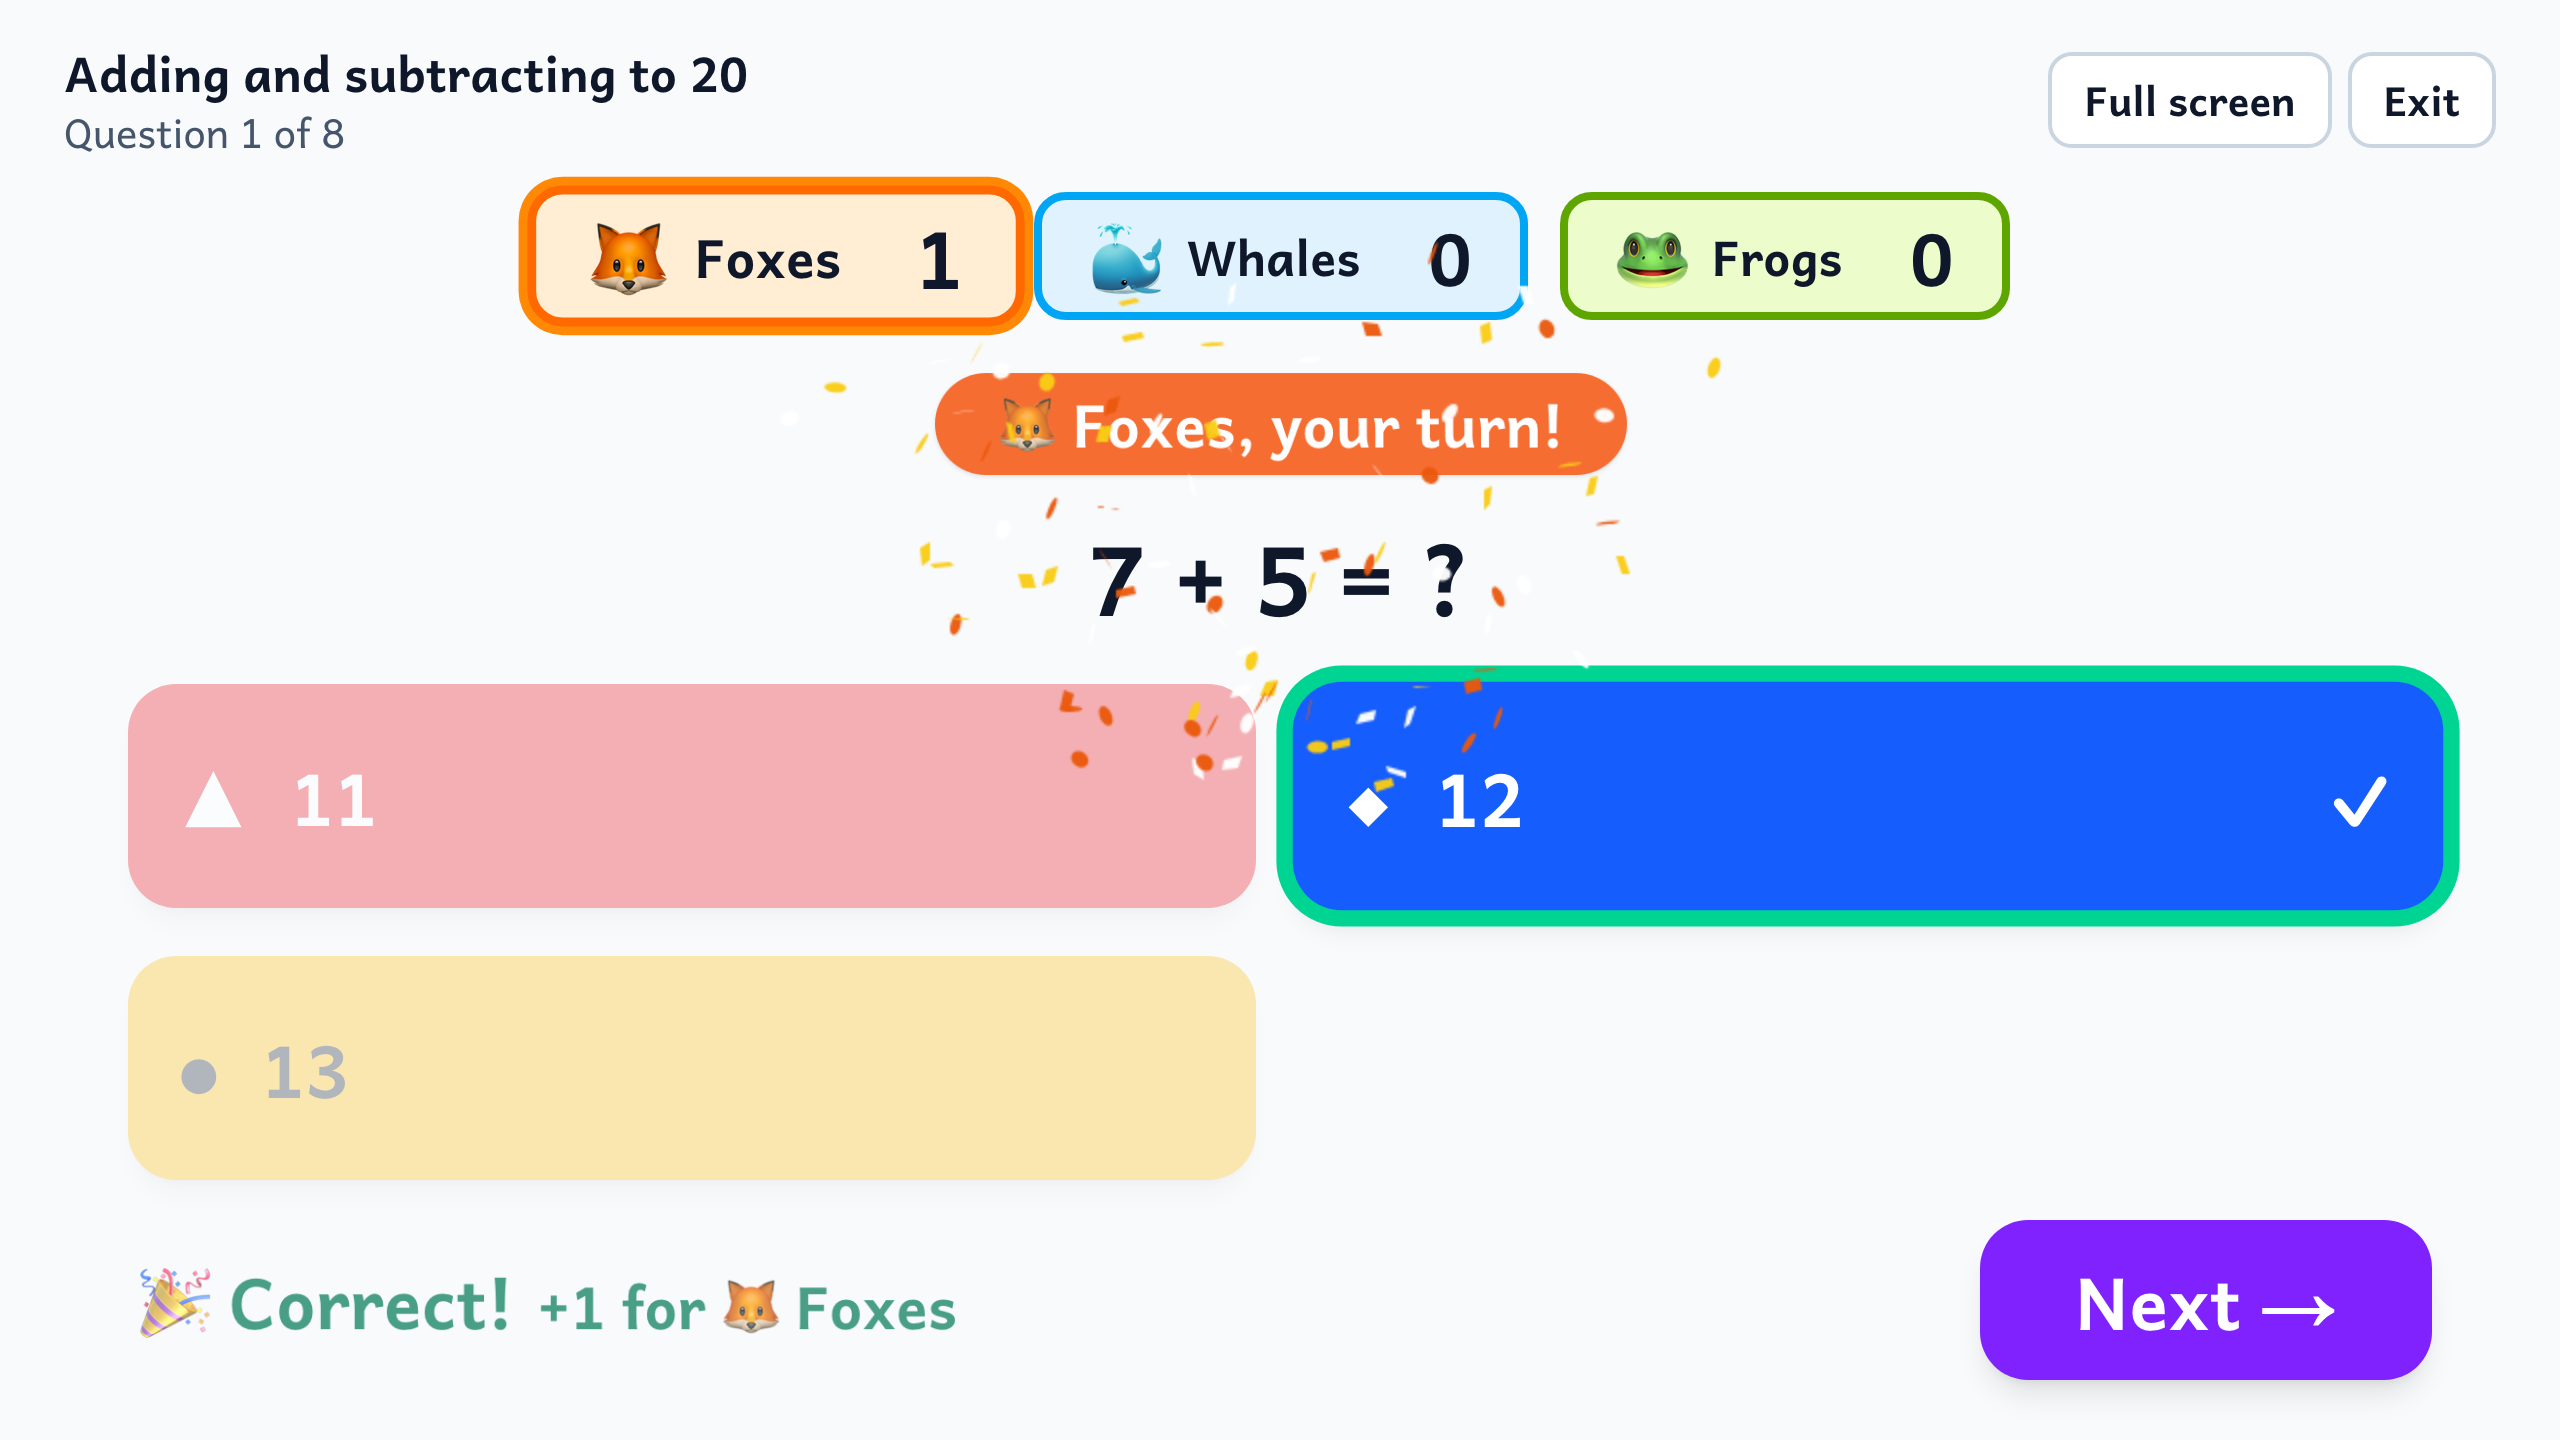 Adding and subtracting to 20
Question 1 of 8
Full screen
Exit
Foxes 1
Whales 0
Frogs 0
Foxes, your turn!
7 + 5 = ?
11
12
13
Correct! +1 for Foxes
Next →